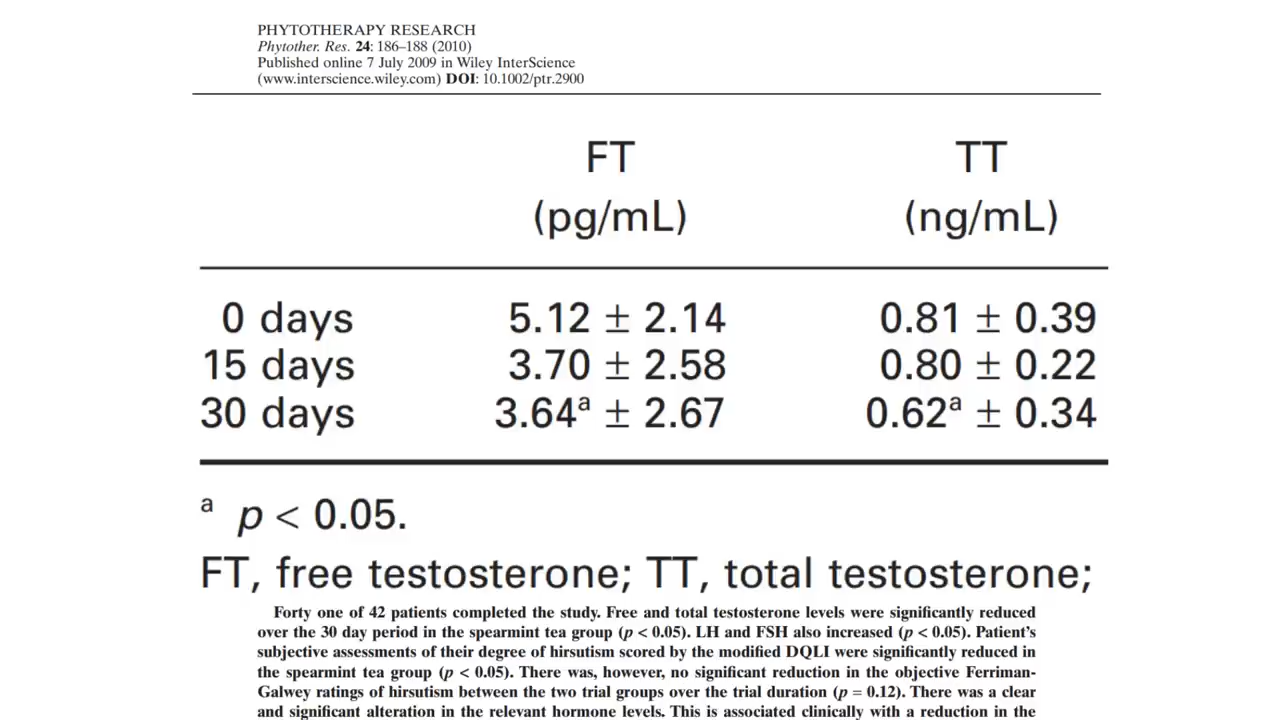 PHYTOTHERAPY RESEARCH
Phytother. Res. 24: 186–188 (2010)
Published online 7 July 2009 in Wiley InterScience
(www.interscience.wiley.com) DOI: 10.1002/ptr.2900
FT TT
(pg/mL) (ng/mL)
0 days 5.12 ± 2.14 0.81 ± 0.39
15 days 3.70 ± 2.58 0.80 ± 0.22
30 days 3.64ᵃ ± 2.67 0.62ᵃ ± 0.34
ᵃ p < 0.05.
FT, free testosterone; TT, total testosterone;
Forty one of 42 patients completed the study. Free and total testosterone levels were significantly reduced
over the 30 day period in the spearmint tea group (p < 0.05). LH and FSH also increased (p < 0.05). Patient's
subjective assessments of their degree of hirsutism scored by the modified DQLI were significantly reduced in
the spearmint tea group (p < 0.05). There was, however, no significant reduction in the objective Ferriman-
Galwey ratings of hirsutism between the two trial groups over the trial duration (p = 0.12). There was a clear
and significant alteration in the relevant hormone levels. This is associated clinically with a reduction in the